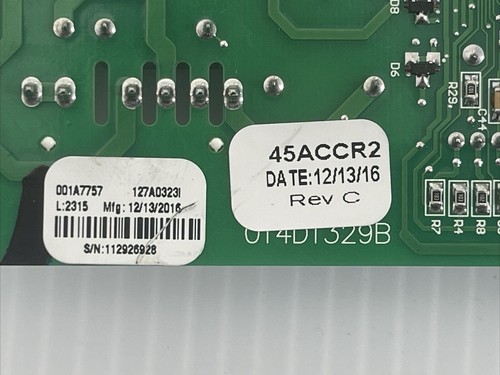 D8
D6
R29
C44
45ACCR2
DATE:12/13/16
Rev C
001A7757 127A0323I
L:2315 Mfg: 12/13/2016
S/N:112926928
014D1329B
R7 R4 R8